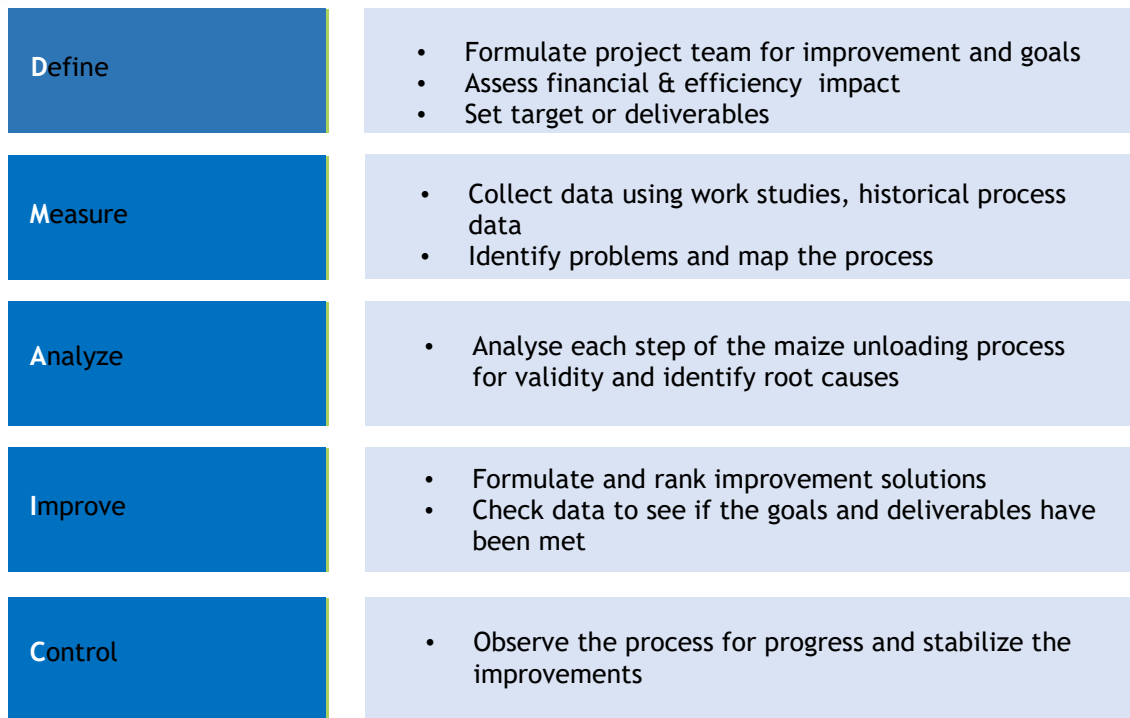 Define
• Formulate project team for improvement and goals
• Assess financial & efficiency  impact
• Set target or deliverables
Measure
• Collect data using work studies, historical process
data
• Identify problems and map the process
Analyze
• Analyse each step of the maize unloading process
for validity and identify root causes
Improve
• Formulate and rank improvement solutions
• Check data to see if the goals and deliverables have
been met
Control
• Observe the process for progress and stabilize the
improvements